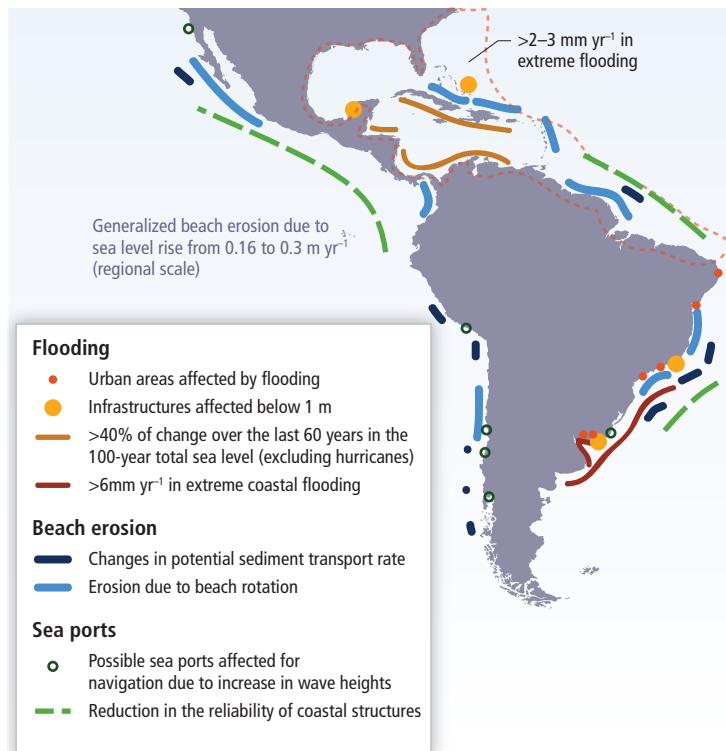 >2–3 mm yr⁻¹ in
extreme flooding
Generalized beach erosion due to
sea level rise from 0.16 to 0.3 m yr⁻¹
(regional scale)
Flooding
Urban areas affected by flooding
Infrastructures affected below 1 m
>40% of change over the last 60 years in the
100-year total sea level (excluding hurricanes)
>6mm yr⁻¹ in extreme coastal flooding
Beach erosion
Changes in potential sediment transport rate
Erosion due to beach rotation
Sea ports
Possible sea ports affected for
navigation due to increase in wave heights
Reduction in the reliability of coastal structures